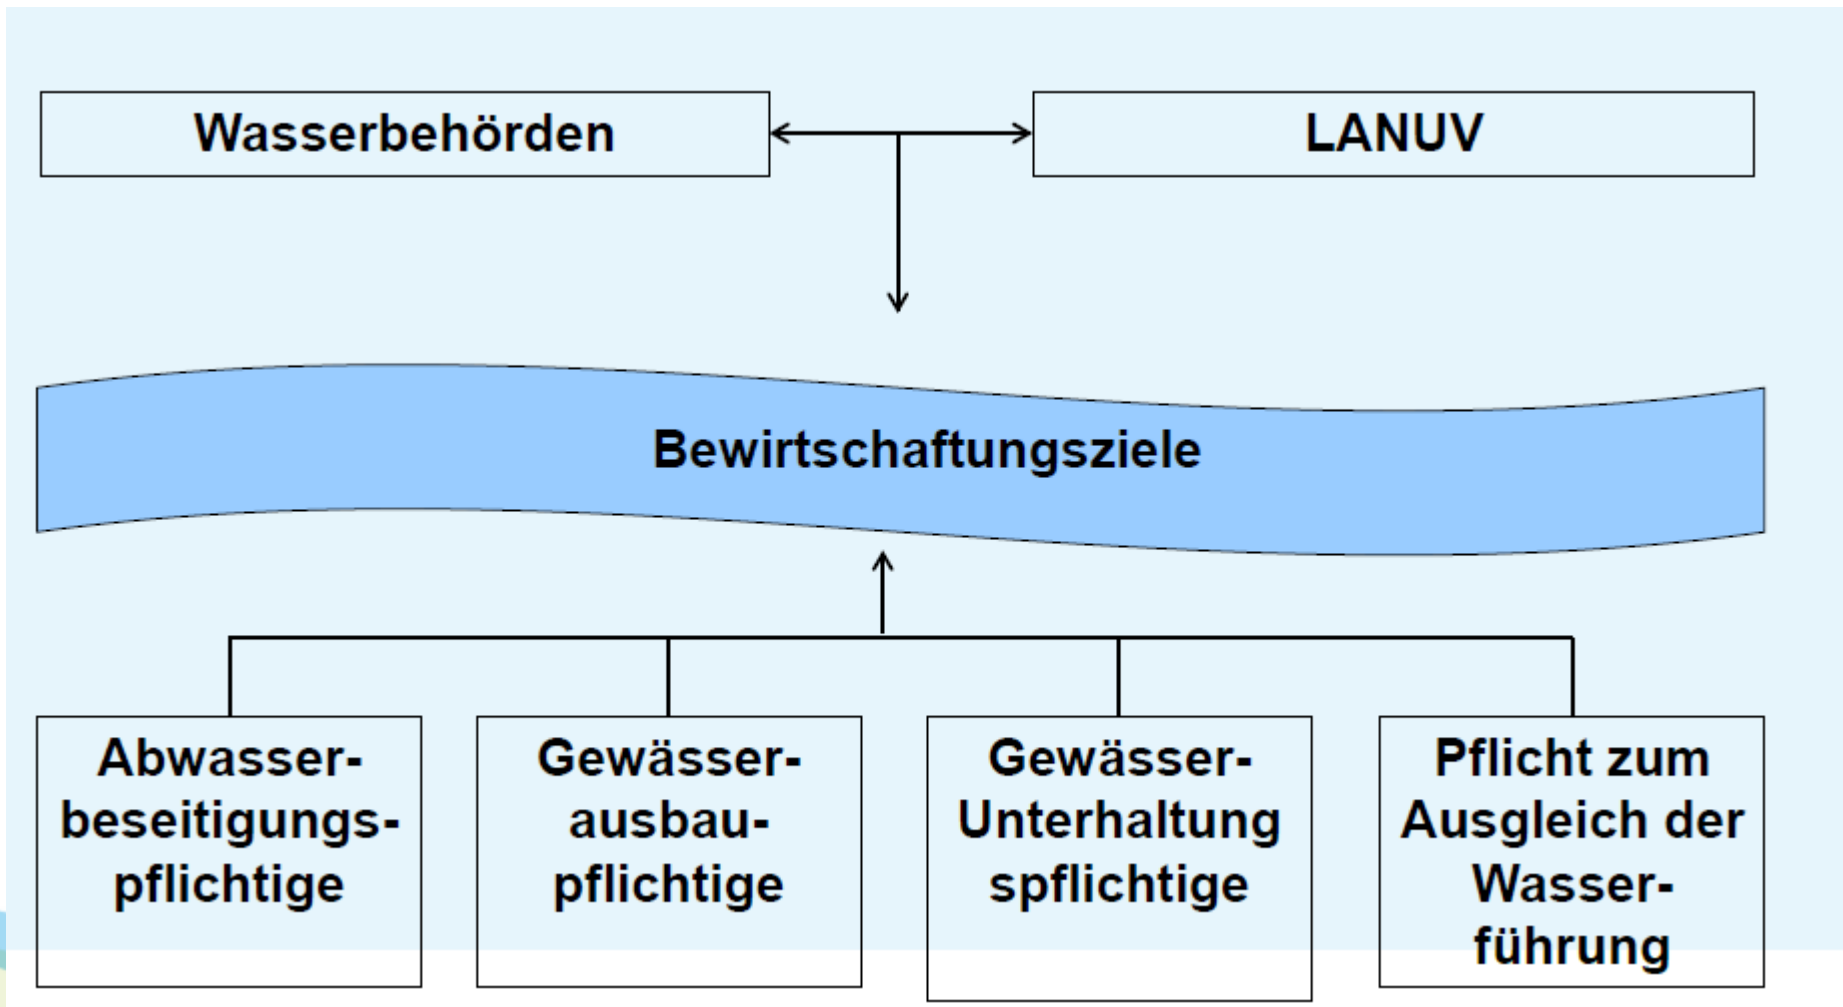 Wasserbehörden
LANUV
Bewirtschaftungsziele
Abwasser-
beseitigungs-
pflichtige
Gewässer-
ausbau-
pflichtige
Gewässer-
Unterhaltung
spflichtige
Pflicht zum
Ausgleich der
Wasser-
führung